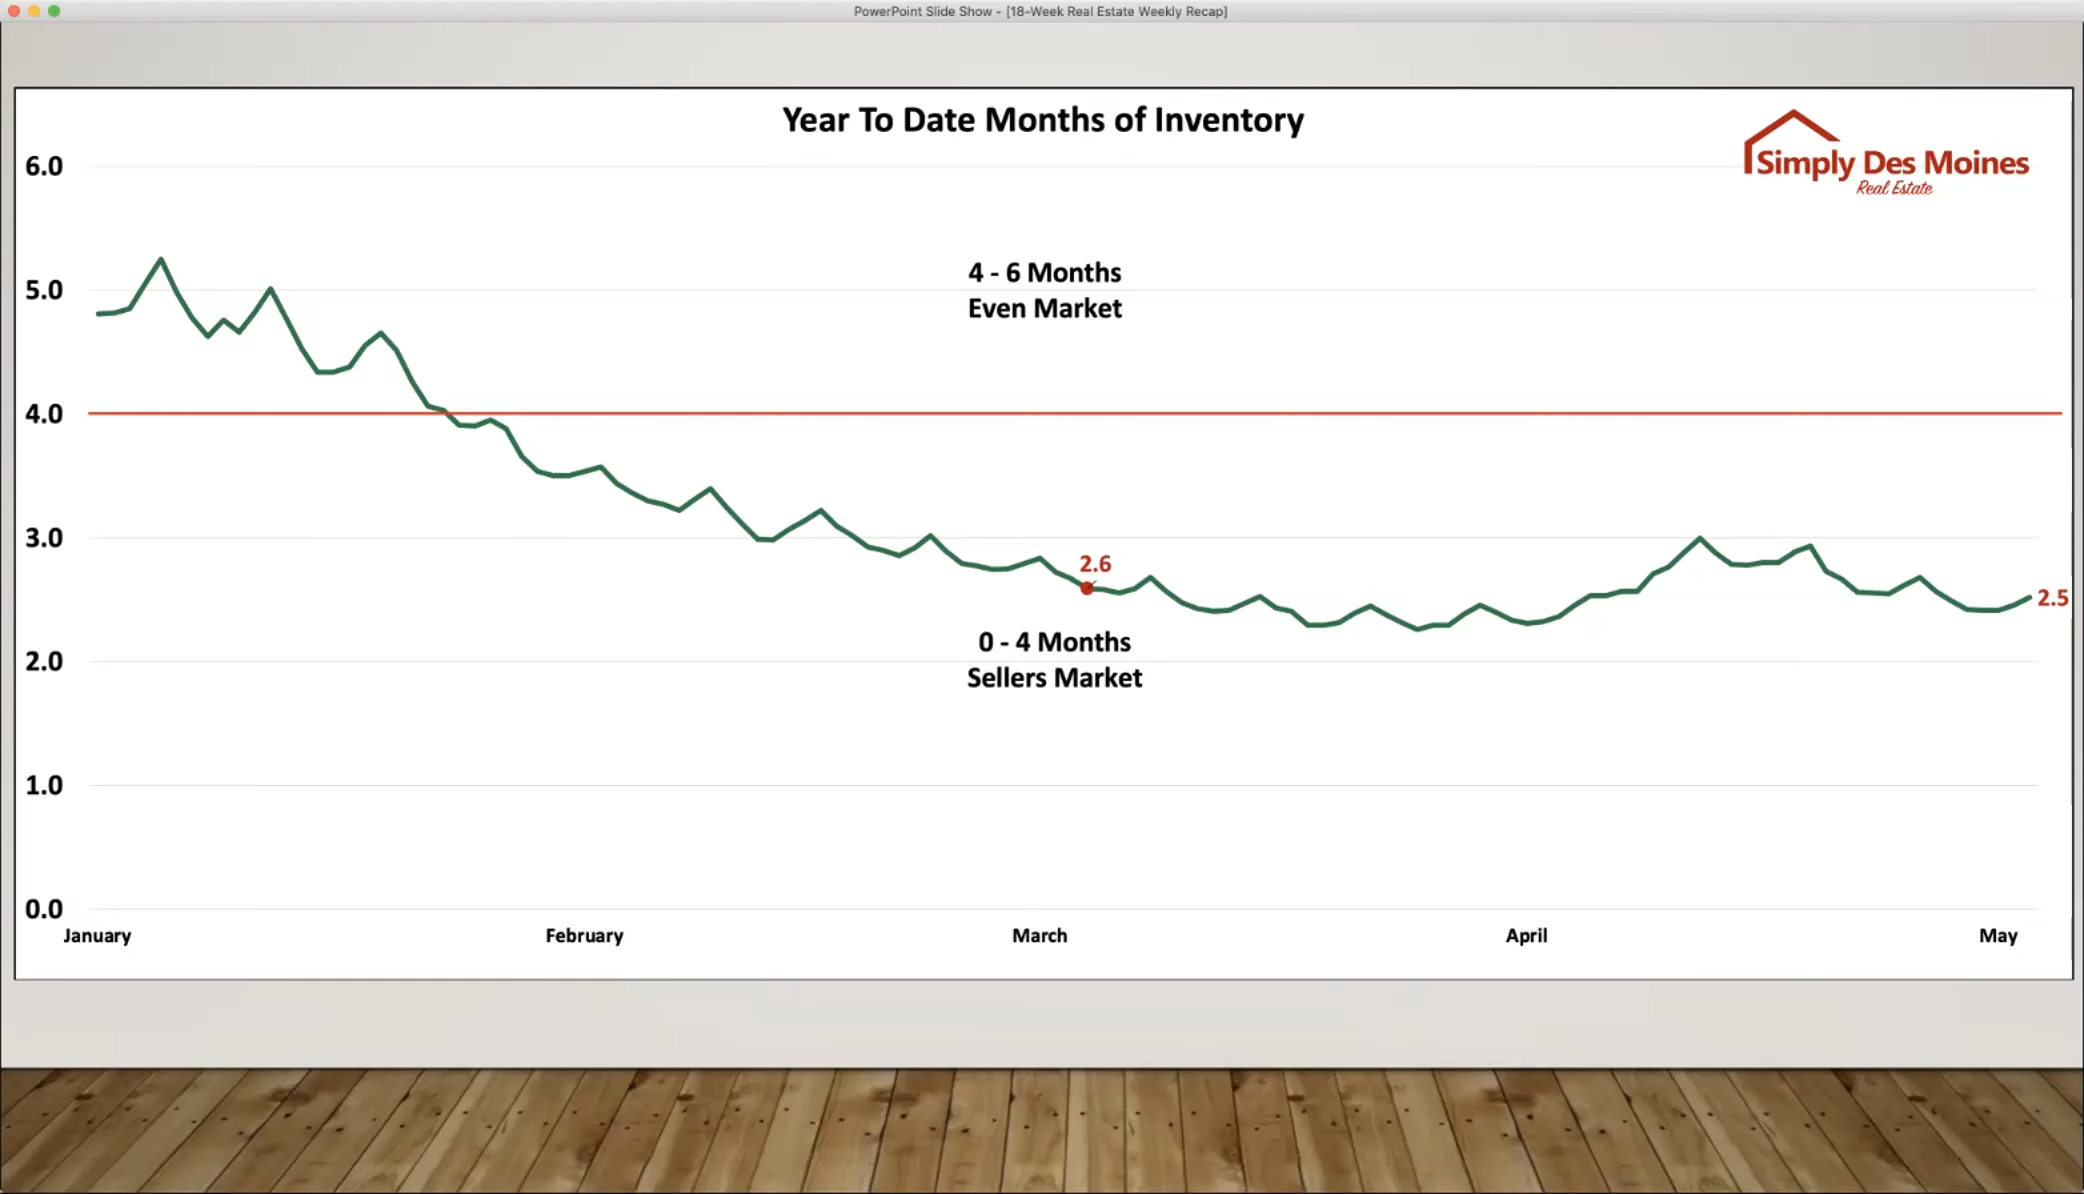 PowerPoint Slide Show - [18-Week Real Estate Weekly Recap]
Year To Date Months of Inventory
Simply Des Moines
Real Estate
6.0
5.0
4.0
3.0
2.0
1.0
0.0
4 - 6 Months
Even Market
2.6
2.5
0 - 4 Months
Sellers Market
January February March April May